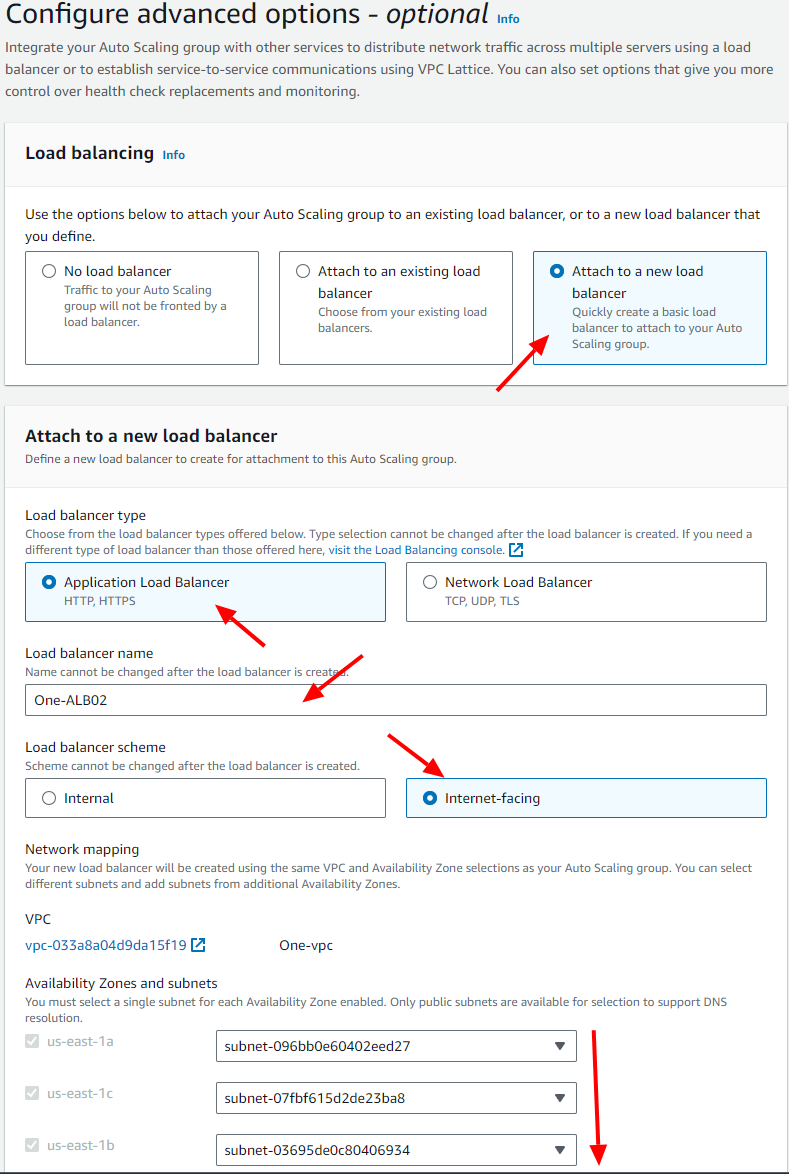 Configure advanced options - optional Info
Integrate your Auto Scaling group with other services to distribute network traffic across multiple servers using a load
balancer or to establish service-to-service communications using VPC Lattice. You can also set options that give you more
control over health check replacements and monitoring.
Load balancing Info
Use the options below to attach your Auto Scaling group to an existing load balancer, or to a new load balancer that
you define.
No load balancer
Traffic to your Auto Scaling
group will not be fronted by a
load balancer.
Attach to an existing load
balancer
Choose from your existing load
balancers.
Attach to a new load
balancer
Quickly create a basic load
balancer to attach to your Auto
Scaling group.
Attach to a new load balancer
Define a new load balancer to create for attachment to this Auto Scaling group.
Load balancer type
Choose from the load balancer types offered below. Type selection cannot be changed after the load balancer is created. If you need a
different type of load balancer than those offered here, visit the Load Balancing console.
Application Load Balancer
HTTP, HTTPS
Network Load Balancer
TCP, UDP, TLS
Load balancer name
Name cannot be changed after the load balancer is created.
One-ALB02
Load balancer scheme
Scheme cannot be changed after the load balancer is created.
Internal
Internet-facing
Network mapping
Your new load balancer will be created using the same VPC and Availability Zone selections as your Auto Scaling group. You can select
different subnets and add subnets from additional Availability Zones.
VPC
vpc-033a8a04d9da15f19 One-vpc
Availability Zones and subnets
You must select a single subnet for each Availability Zone enabled. Only public subnets are available for selection to support DNS
resolution.
us-east-1a subnet-096bb0e60402eed27
us-east-1c subnet-07fbf615d2de23ba8
us-east-1b subnet-03695de0c80406934